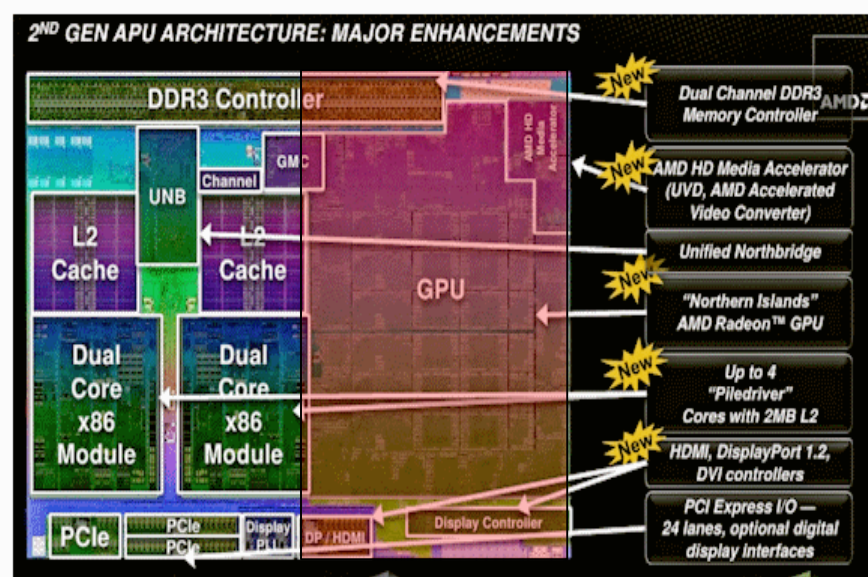 2ND GEN APU ARCHITECTURE: MAJOR ENHANCEMENTS
DDR3 Controller
AMD HD
Media
Accelerator
GMC
UNB
Channel
L2
Cache
L2
Cache
GPU
Dual
Core
x86
Module
Dual
Core
x86
Module
PCIe
PCIe
PCIe
Display
PLL
DP / HDMI
Display Controller
New
Dual Channel DDR3
Memory Controller
AMD
New
AMD HD Media Accelerator
(UVD, AMD Accelerated
Video Converter)
Unified Northbridge
New
“Northern Islands”
AMD Radeon™ GPU
New
Up to 4
“Piledriver”
Cores with 2MB L2
New
HDMI, DisplayPort 1.2,
DVI controllers
PCI Express I/O —
24 lanes, optional digital
display interfaces